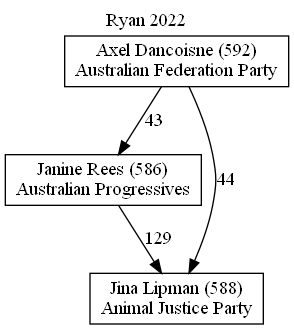 Ryan 2022
Axel Dancoisne (592)
Australian Federation Party
43
Janine Rees (586)
Australian Progressives
44
129
Jina Lipman (588)
Animal Justice Party